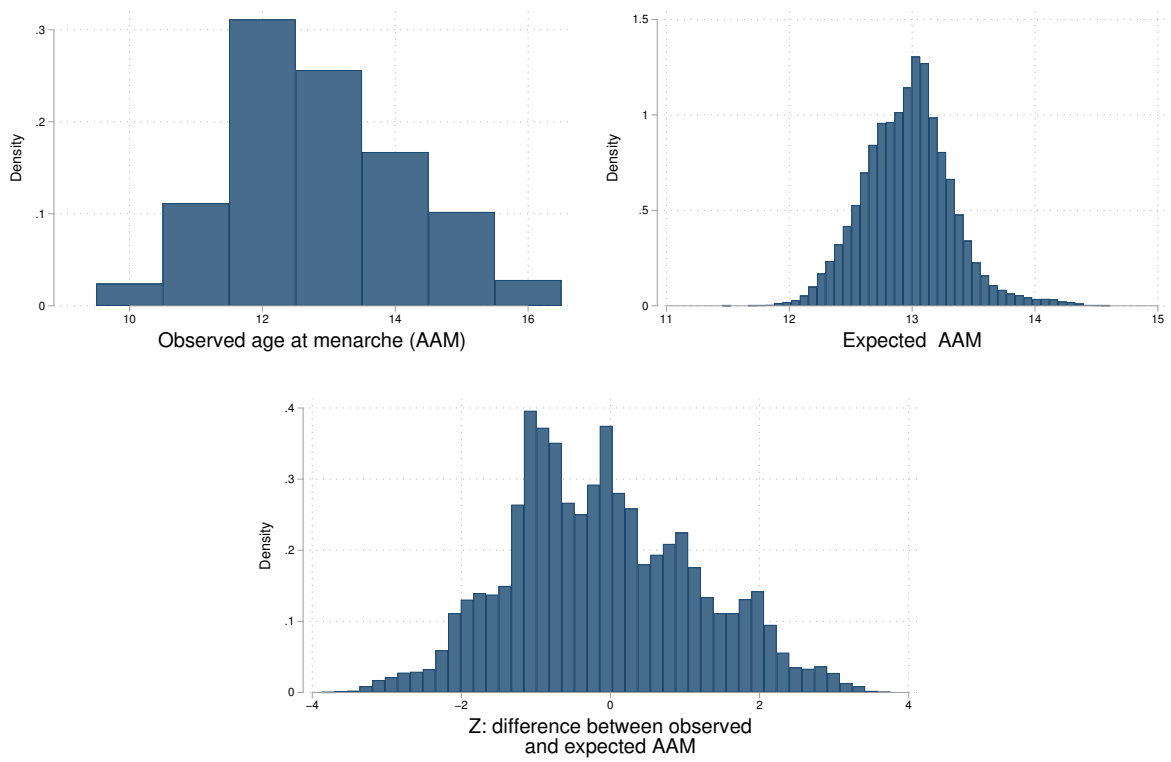 .3
.2
.1
0
Density
10 12 14 16
Observed age at menarche (AAM)
1.5
1
.5
0
Density
11 12 13 14 15
Expected AAM
.4
.3
.2
.1
0
Density
−4 −2 0 2 4
Z: difference between observed
and expected AAM